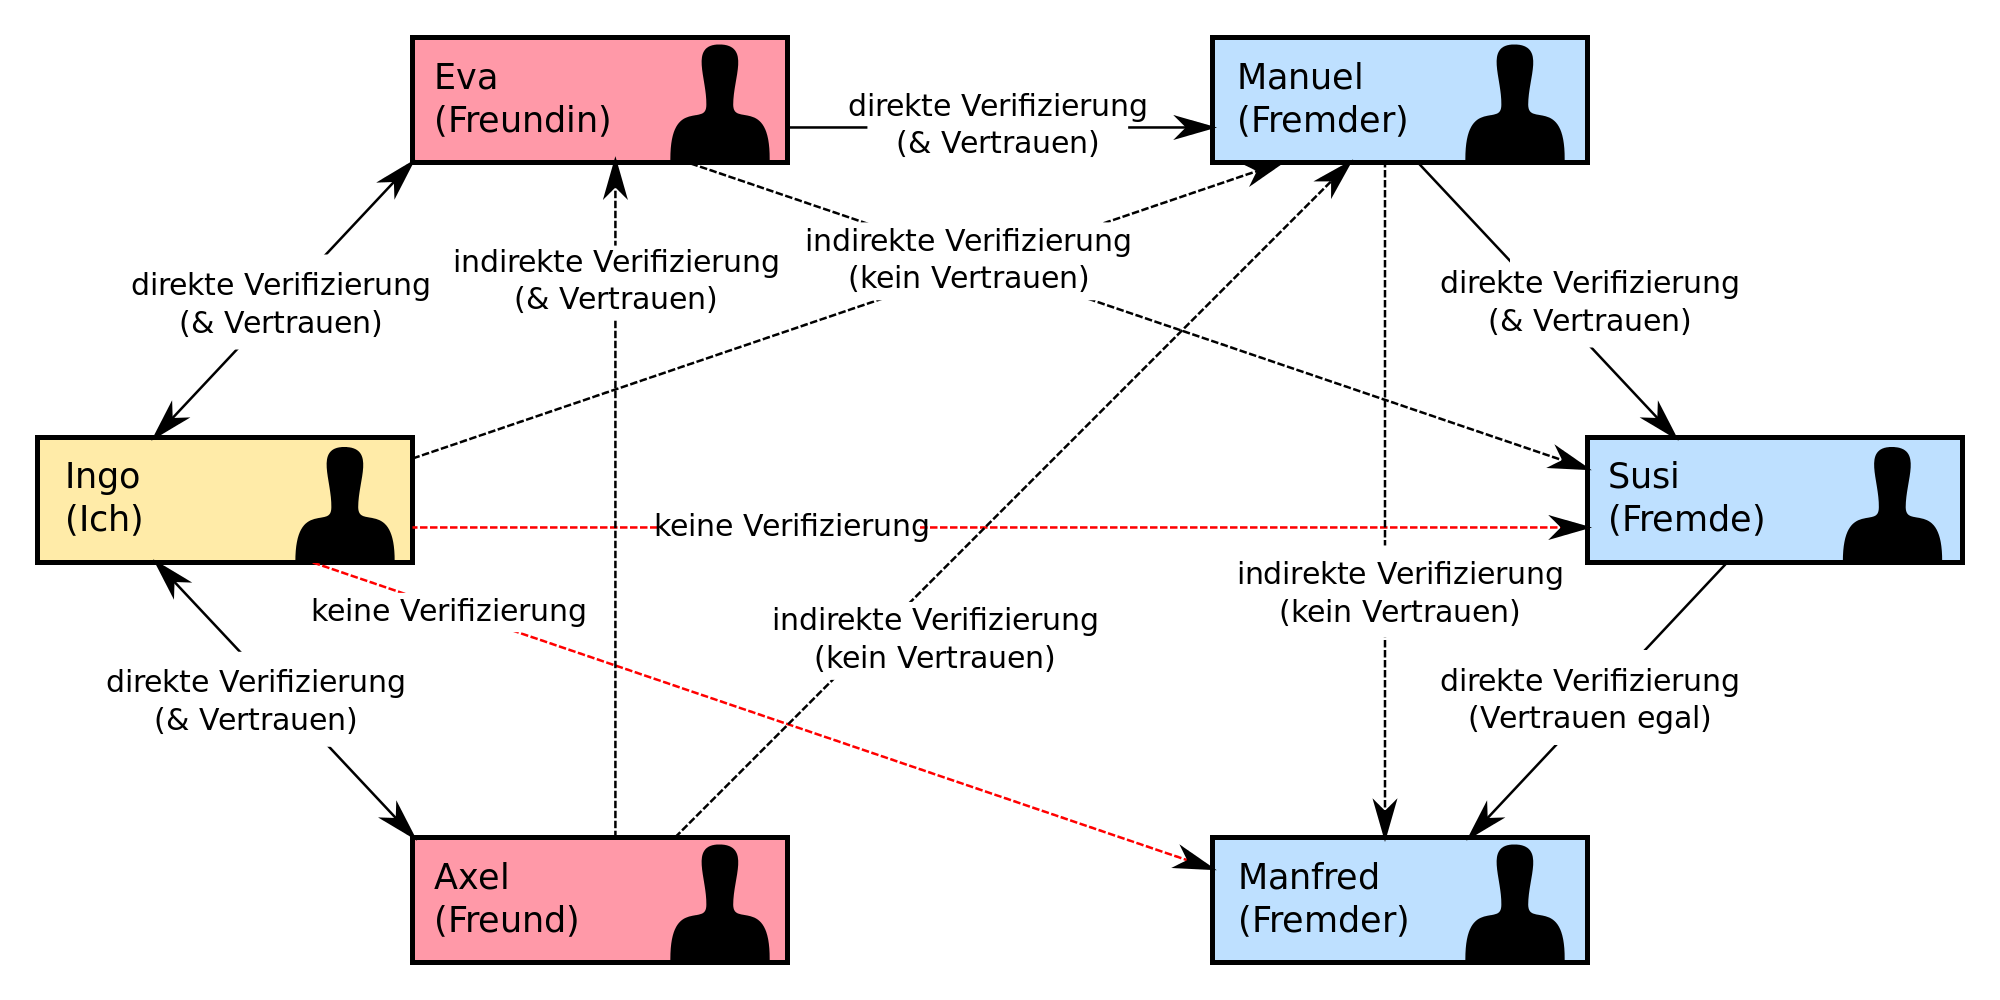 Eva
(Freundin)
direkte Verifizierung
(& Vertrauen)
Manuel
(Fremder)
indirekte Verifizierung
(kein Vertrauen)
indirekte Verifizierung
(& Vertrauen)
direkte Verifizierung
(& Vertrauen)
direkte Verifizierung
(& Vertrauen)
Ingo
(Ich)
keine Verifizierung
Susi
(Fremde)
keine Verifizierung
indirekte Verifizierung
(kein Vertrauen)
indirekte Verifizierung
(kein Vertrauen)
direkte Verifizierung
(& Vertrauen)
direkte Verifizierung
(Vertrauen egal)
Axel
(Freund)
Manfred
(Fremder)